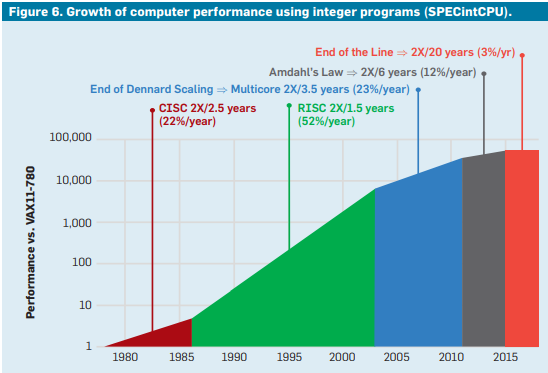 Figure 6. Growth of computer performance using integer programs (SPECintCPU).
End of the Line ⇒ 2X/20 years (3%/yr)
Amdahl's Law ⇒ 2X/6 years (12%/year)
End of Dennard Scaling ⇒ Multicore 2X/3.5 years (23%/year)
CISC 2X/2.5 years
(22%/year)
RISC 2X/1.5 years
(52%/year)
Performance vs. VAX11-780
100,000
10,000
1,000
100
10
1
1980 1985 1990 1995 2000 2005 2010 2015